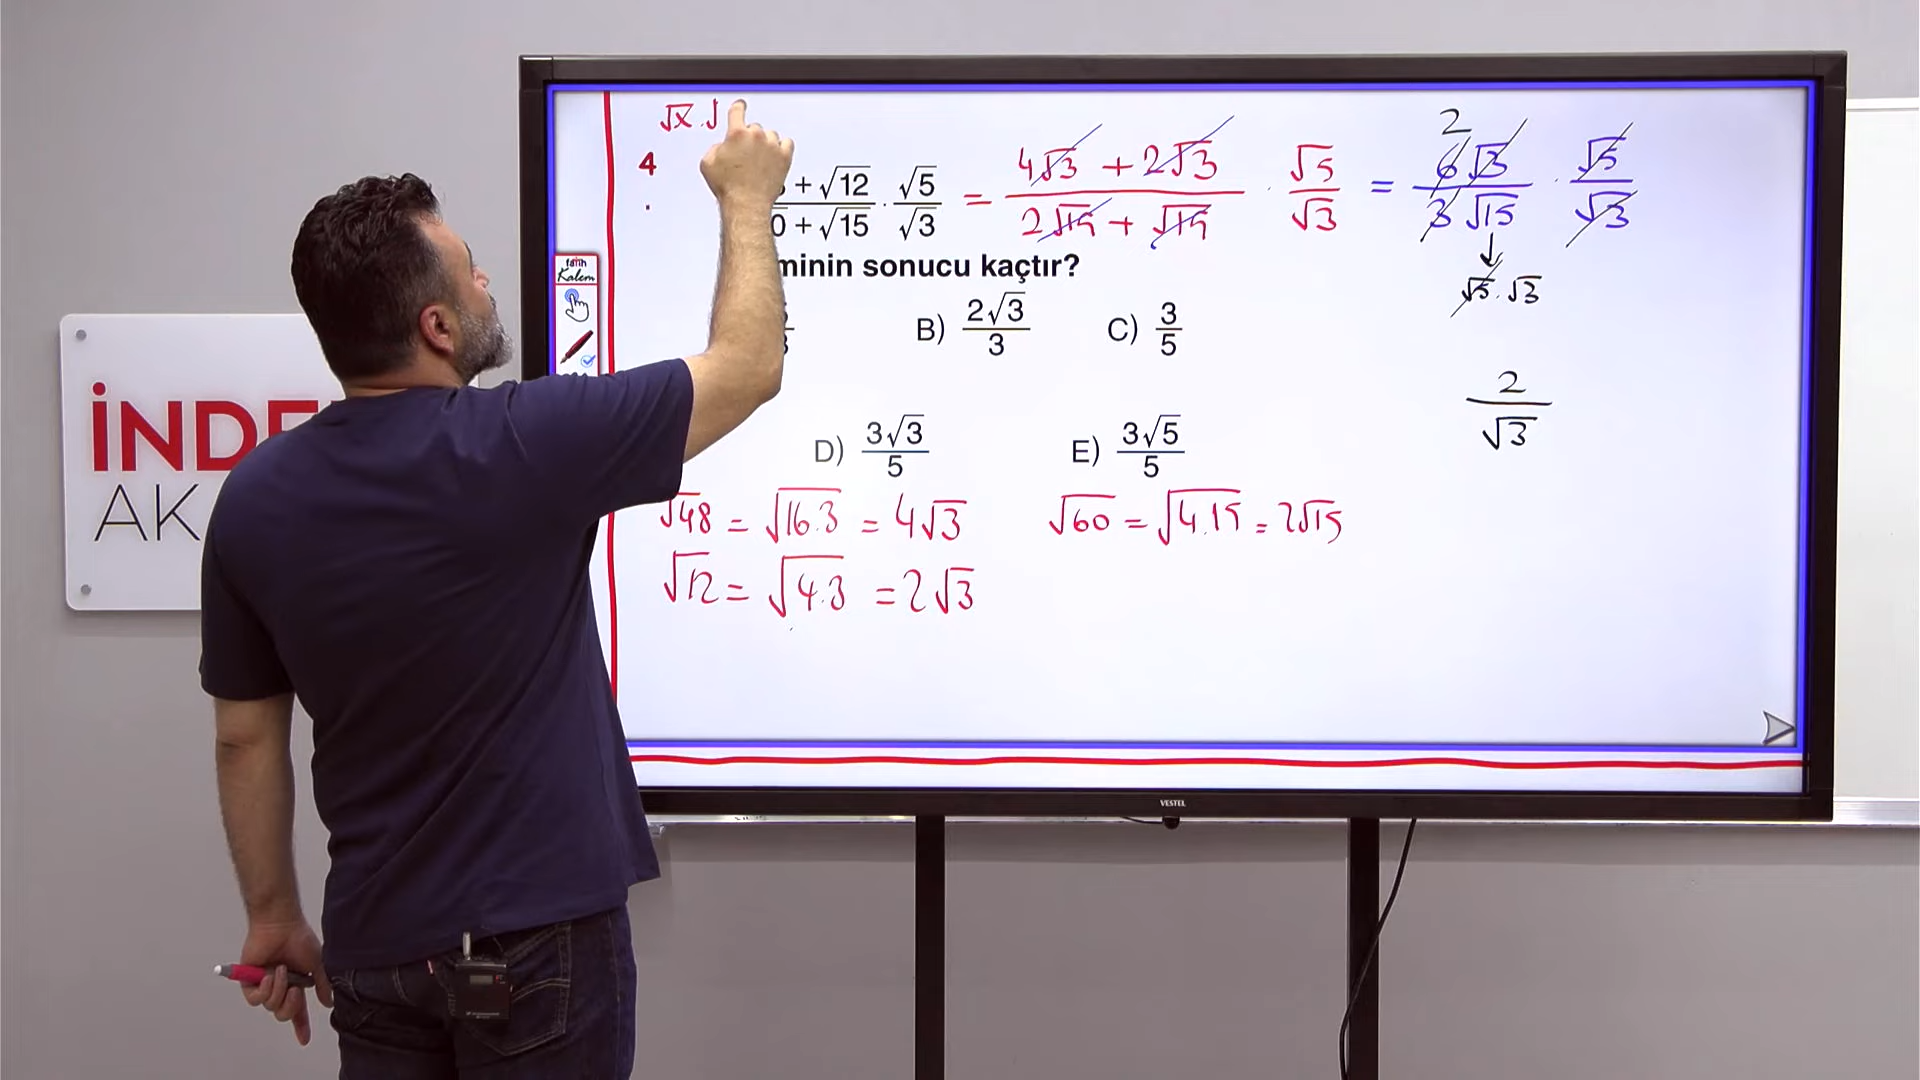 √x.√
4
.
+ √12 / 0 + √15 . √5 / √3 = 4√3 + 2√3 / 2√15 + √15 . √5 / √3 = 6√3 / 3√15 . √5 / √3
2
√5.√3
minin sonucu kaçtır?
B) 2√3 / 3
C) 3 / 5
2 / √3
D) 3√3 / 5
E) 3√5 / 5
√48 = √16.3 = 4√3
√60 = √4.15 = 2√15
√12 = √4.3 = 2√3
fatih
Kalem
İNDE
AK
VESTEL